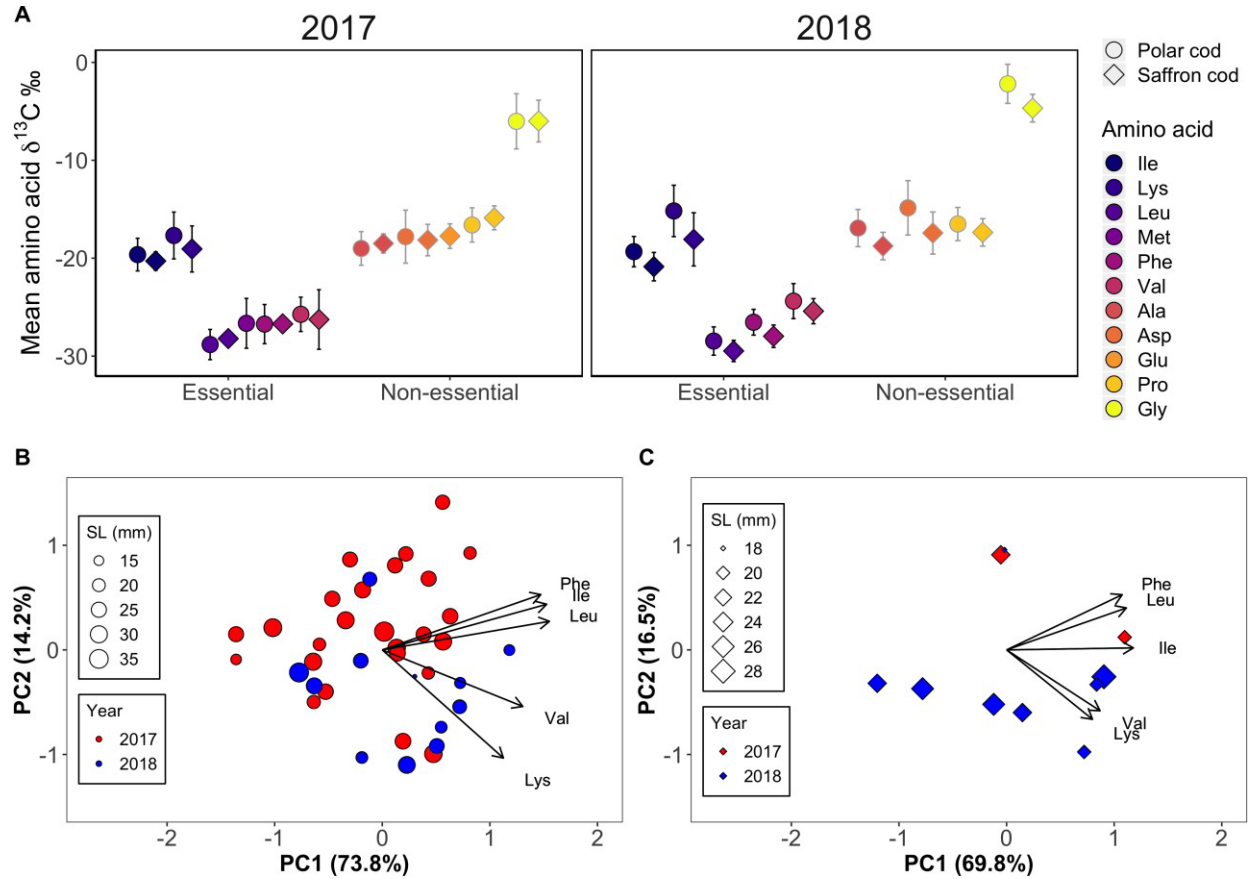 A
2017
2018
Mean amino acid δ¹³C ‰
0
-10
-20
-30
Essential
Non-essential
Essential
Non-essential
Polar cod
Saffron cod
Amino acid
Ile
Lys
Leu
Met
Phe
Val
Ala
Asp
Glu
Pro
Gly
B
PC2 (14.2%)
1
0
-1
SL (mm)
15
20
25
30
35
Year
2017
2018
Phe
Ile
Leu
Val
Lys
-2
-1
0
1
2
PC1 (73.8%)
C
PC2 (16.5%)
1
0
-1
SL (mm)
18
20
22
24
26
28
Year
2017
2018
Phe
Leu
Ile
Val
Lys
-2
-1
0
1
2
PC1 (69.8%)